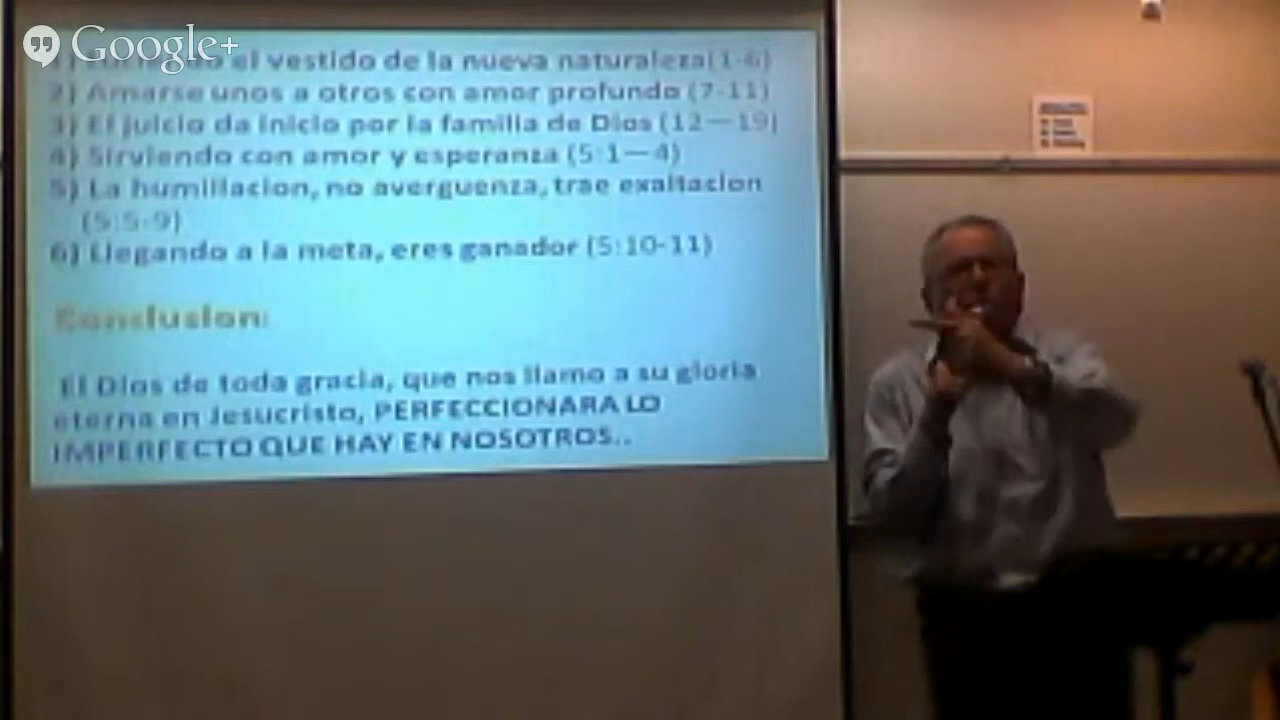 Google+
el vestido de la nueva naturaleza(1-6)
2) Amarse unos a otros con amor profundo (7-11)
3) El juicio da inicio por la familia de Dios (12—19)
4) Sirviendo con amor y esperanza (5:1—4)
5) La humillacion, no averguenza, trae exaltacion
(5:5-9)
6) Llegando a la meta, eres ganador (5:10-11)
Conclusion:
El Dios de toda gracia, que nos llamo a su gloria
eterna en Jesucristo, PERFECCIONARA LO
IMPERFECTO QUE HAY EN NOSOTROS..